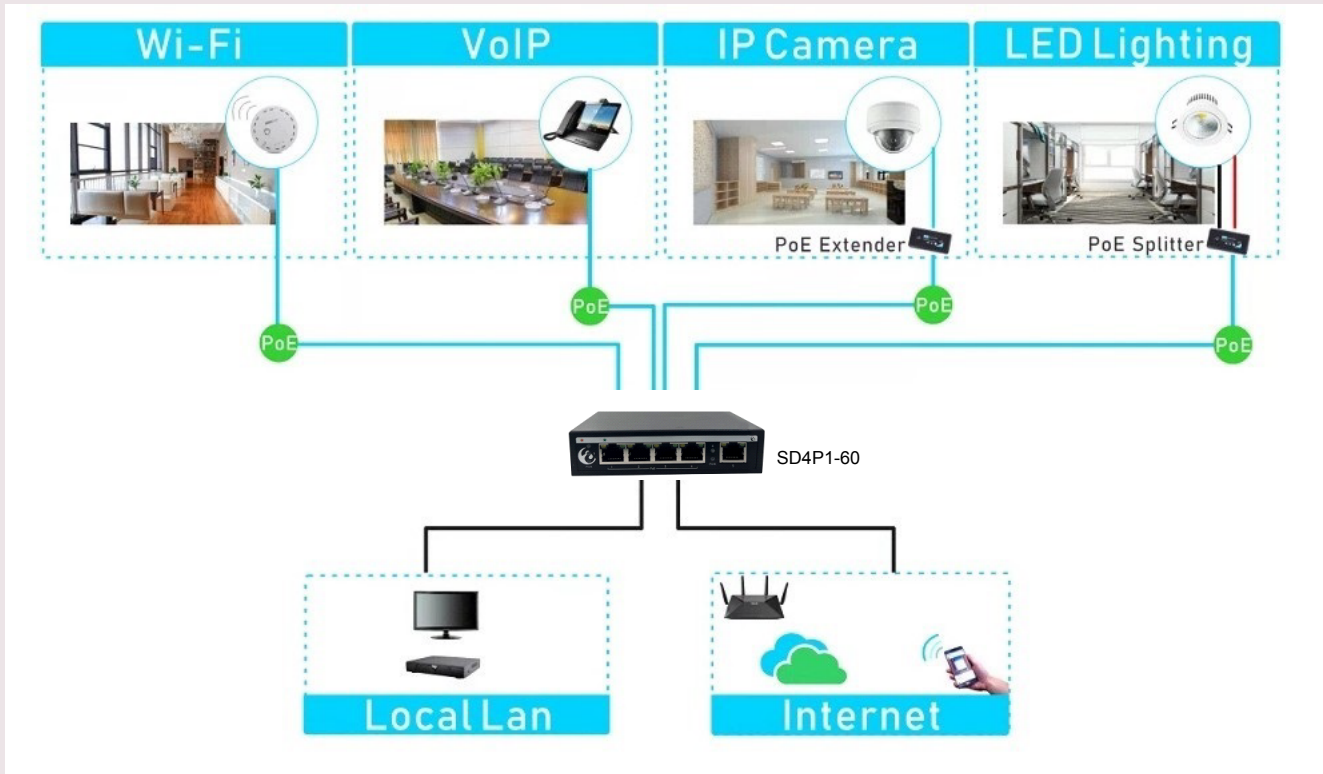 Wi-Fi
VoIP
IP Camera
LED Lighting
PoE Extender
PoE Splitter
PoE
PoE
PoE
PoE
SD4P1-60
Local Lan
Internet